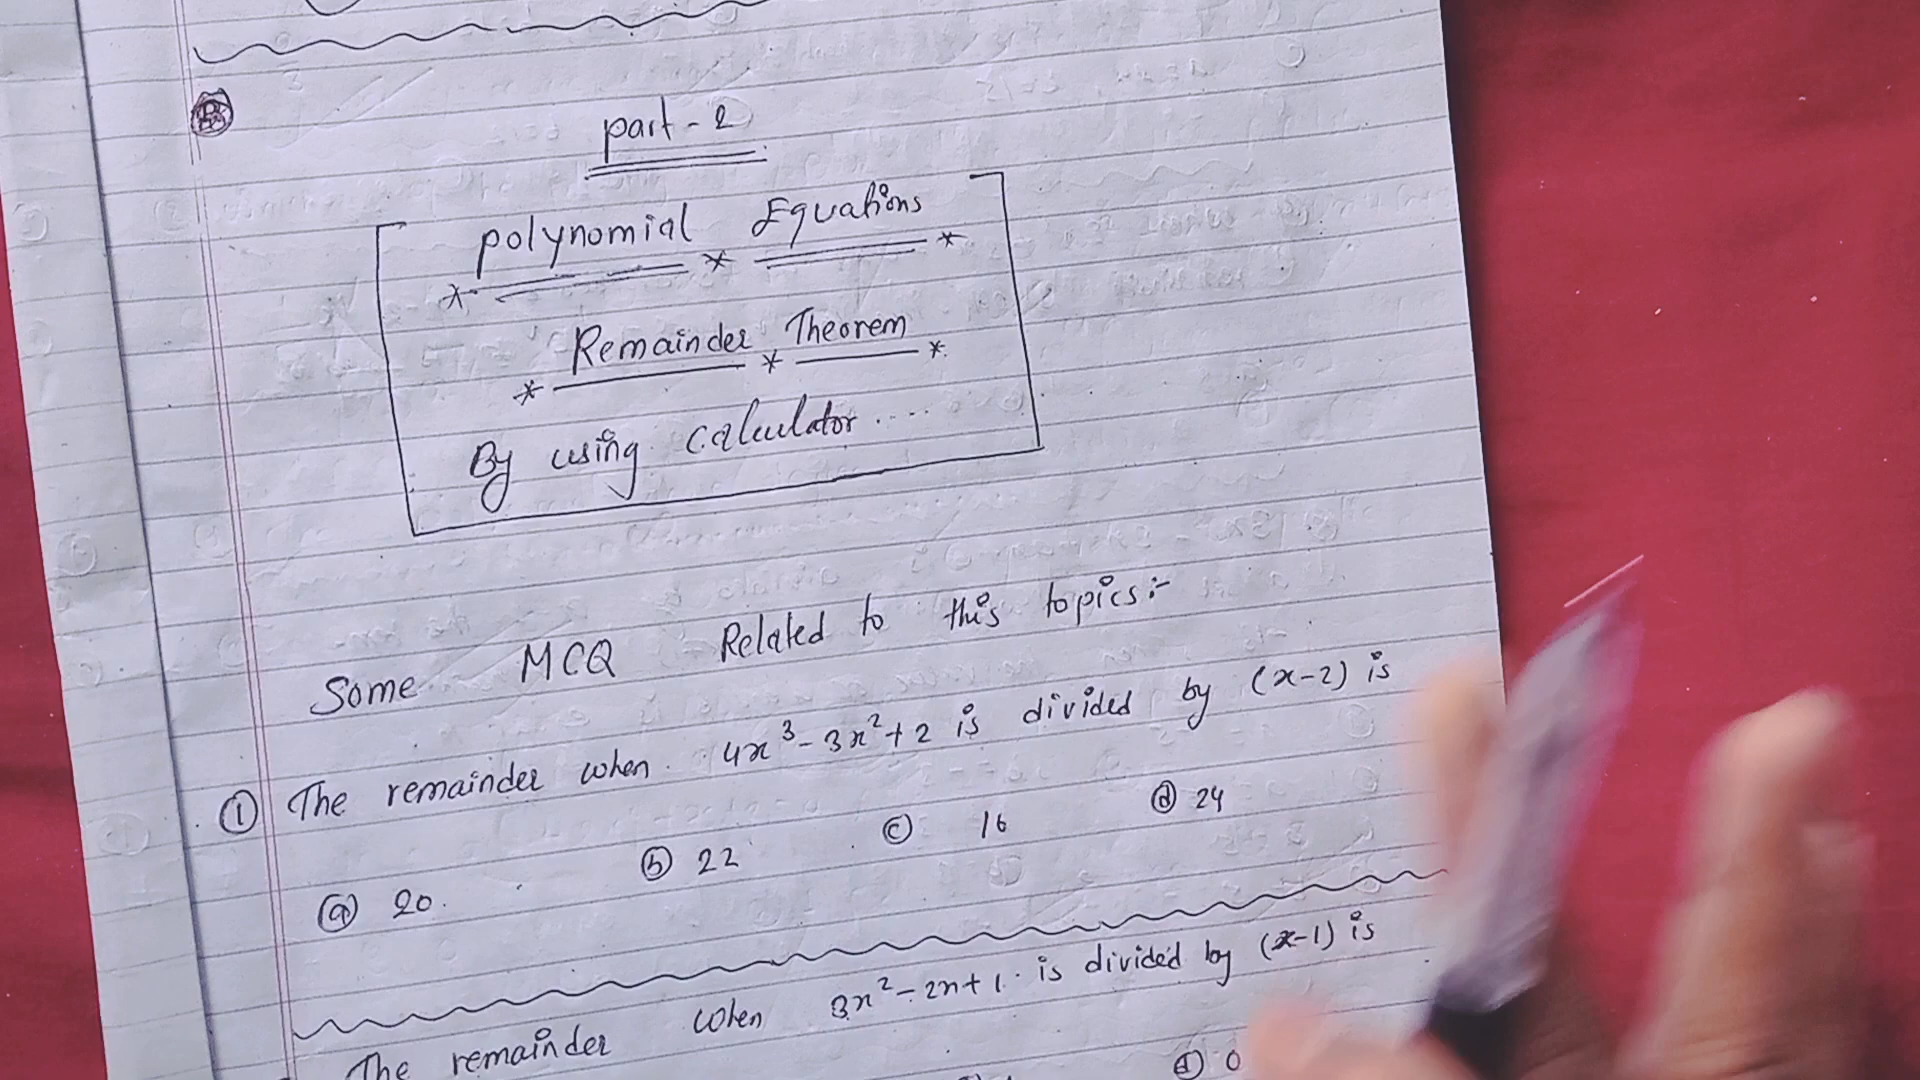 part - 2
polynomial Equations
Remainder Theorem
By using calculator ....
Some MCQ Related to this topics:-
① The remainder when 4x³ - 3x² + 2 is divided by (x-2) is
ⓐ 20. ⓑ 22 ⓒ 16 ⓓ 24
The remainder when 3x² - 2x + 1 is divided by (x-1) is
ⓓ 0